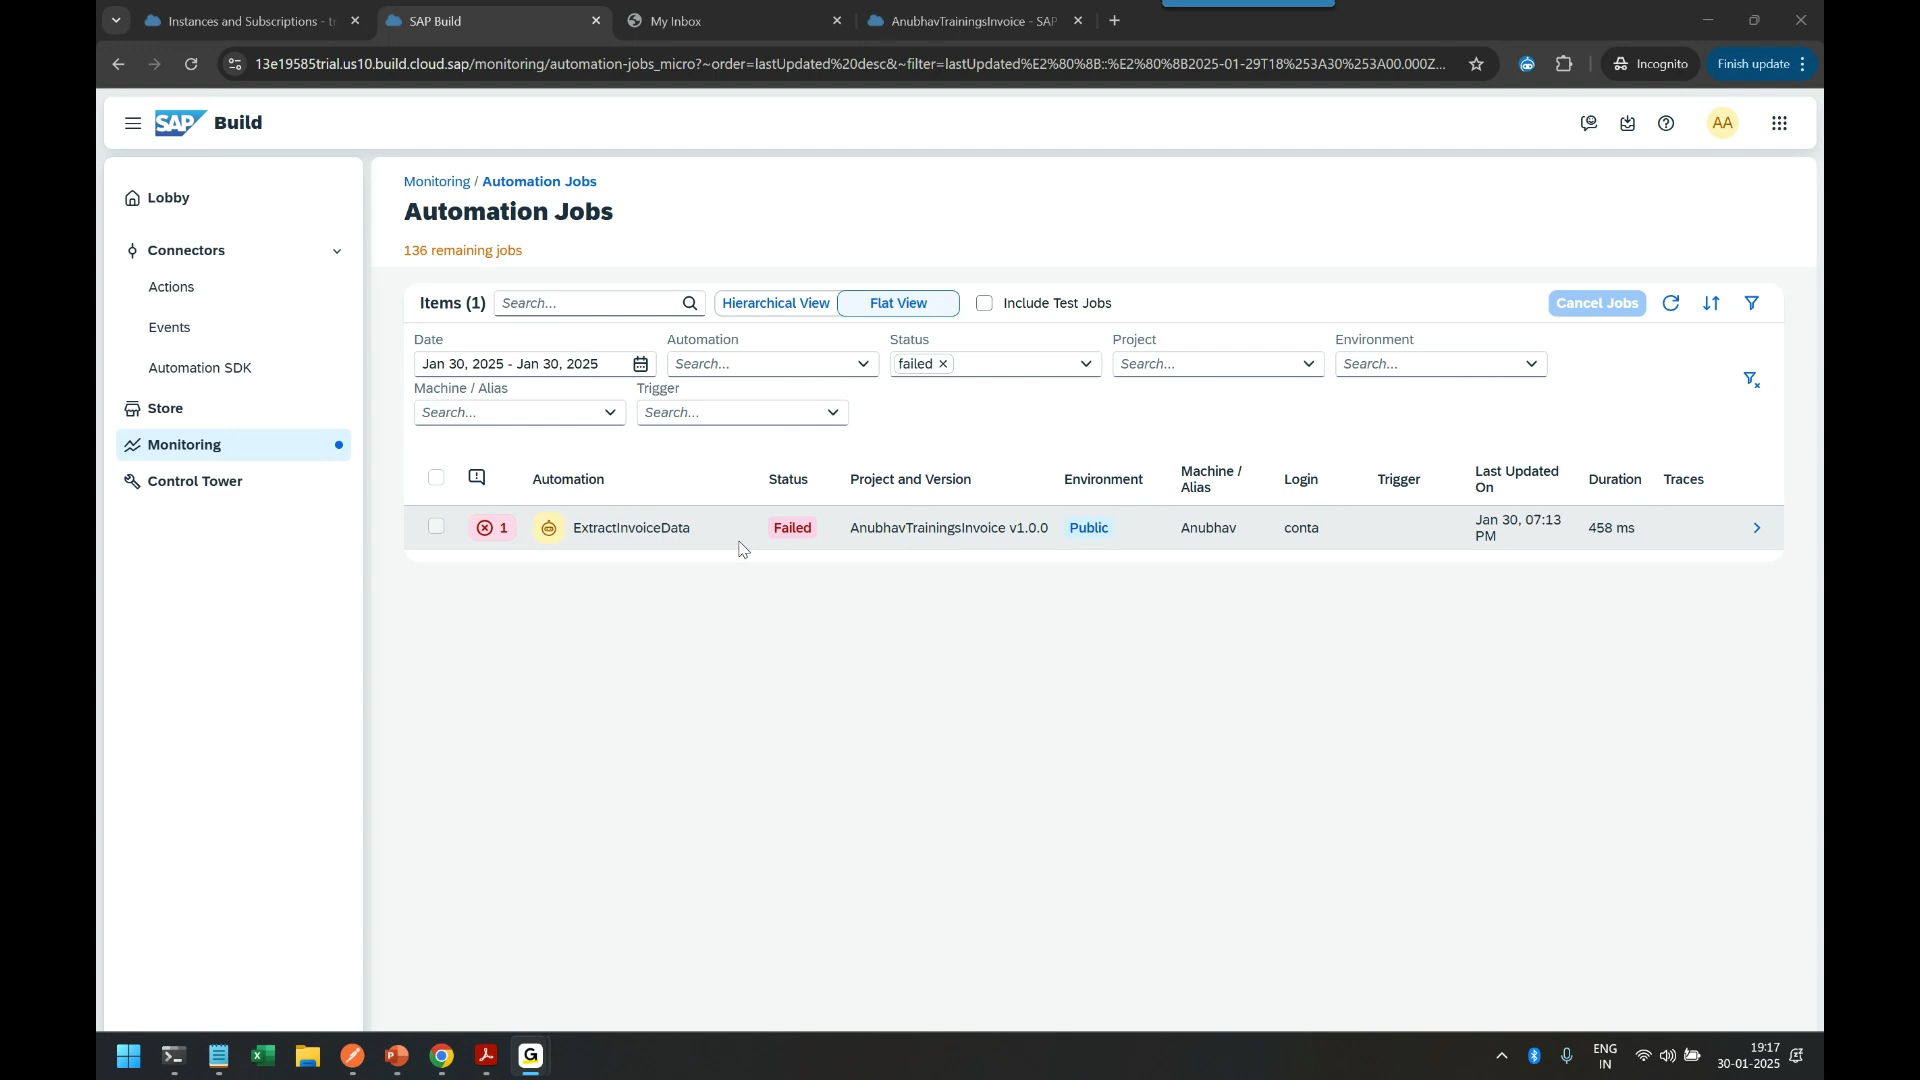 Instances and Subscriptions - tr
SAP Build
My Inbox
AnubhavTrainingsInvoice - SAP
13e19585trial.us10.build.cloud.sap/monitoring/automation-jobs_micro?~order=lastUpdated%20desc&~filter=lastUpdated%E2%80%8B::%E2%80%8B2025-01-29T18%253A30%253A00.000Z...
Incognito
Finish update
SAP Build
AA
Lobby
Connectors
Actions
Events
Automation SDK
Store
Monitoring
Control Tower
Monitoring / Automation Jobs
Automation Jobs
136 remaining jobs
Items (1)
Search...
Hierarchical View
Flat View
Include Test Jobs
Cancel Jobs
Date
Automation
Status
Project
Environment
Jan 30, 2025 - Jan 30, 2025
Search...
failed
Search...
Search...
Machine / Alias
Trigger
Search...
Search...
Automation
Status
Project and Version
Environment
Machine /
Alias
Login
Trigger
Last Updated
On
Duration
Traces
1
ExtractInvoiceData
Failed
AnubhavTrainingsInvoice v1.0.0
Public
Anubhav
conta
Jan 30, 07:13
PM
458 ms
ENG
IN
19:17
30-01-2025